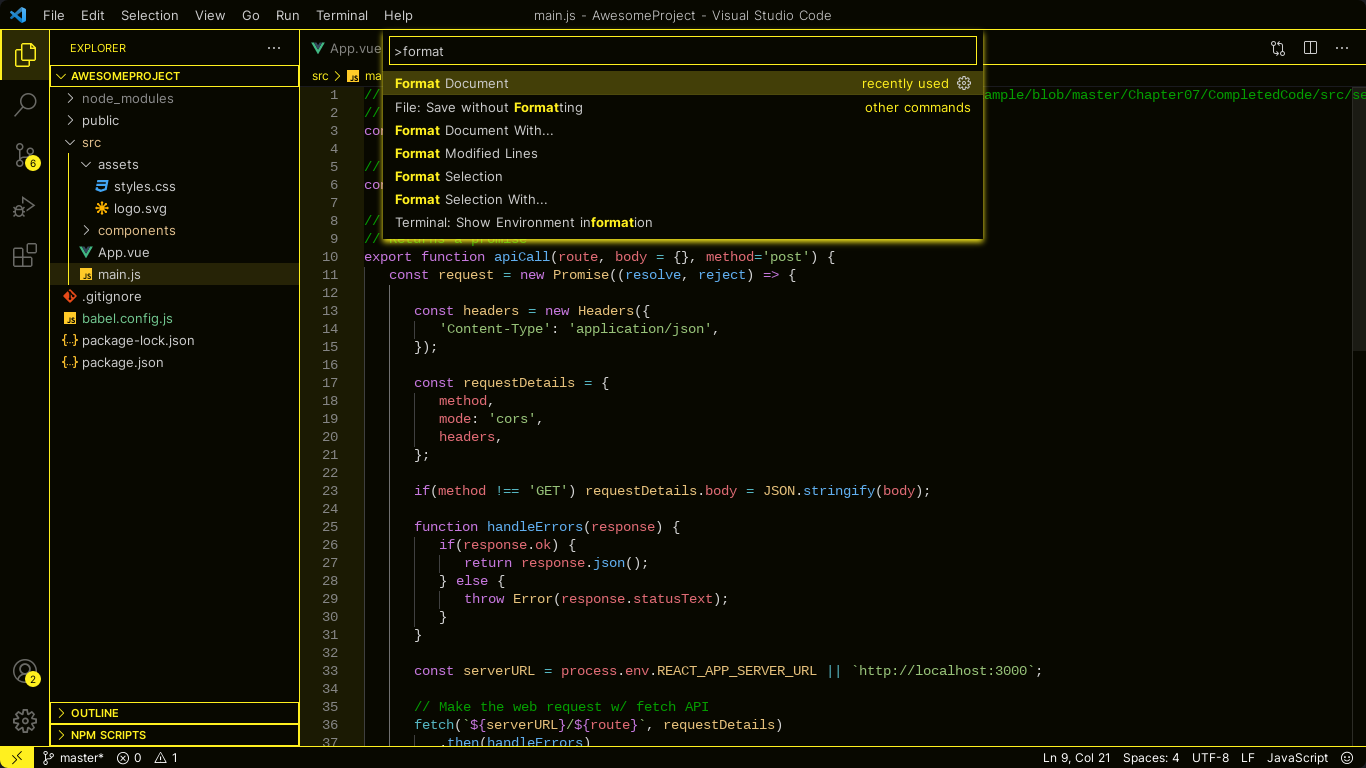 File Edit Selection View Go Run Terminal Help
main.js - AwesomeProject - Visual Studio Code
EXPLORER
AWESOMEPROJECT
node_modules
public
src
assets
styles.css
logo.svg
components
App.vue
main.js
.gitignore
babel.config.js
package-lock.json
package.json
OUTLINE
NPM SCRIPTS
6
2
App.vue
src > JS
>format
Format Document recently used
File: Save without Formatting other commands
Format Document With...
Format Modified Lines
Format Selection
Format Selection With...
Terminal: Show Environment information
1 // ample/blob/master/Chapter07/CompletedCode/src/se
2 //
3
4
5 //
6
7
8 //
9 // Returns a promise
10 export function apiCall(route, body = {}, method='post') {
11 const request = new Promise((resolve, reject) => {
12
13 const headers = new Headers({
14 'Content-Type': 'application/json',
15 });
16
17 const requestDetails = {
18 method,
19 mode: 'cors',
20 headers,
21 };
22
23 if(method !== 'GET') requestDetails.body = JSON.stringify(body);
24
25 function handleErrors(response) {
26 if(response.ok) {
27 return response.json();
28 } else {
29 throw Error(response.statusText);
30 }
31 }
32
33 const serverURL = process.env.REACT_APP_SERVER_URL || `http://localhost:3000`;
34
35 // Make the web request w/ fetch API
36 fetch(`${serverURL}/${route}`, requestDetails)
37 .then(handleErrors)
master* 0 1
Ln 9, Col 21 Spaces: 4 UTF-8 LF JavaScript